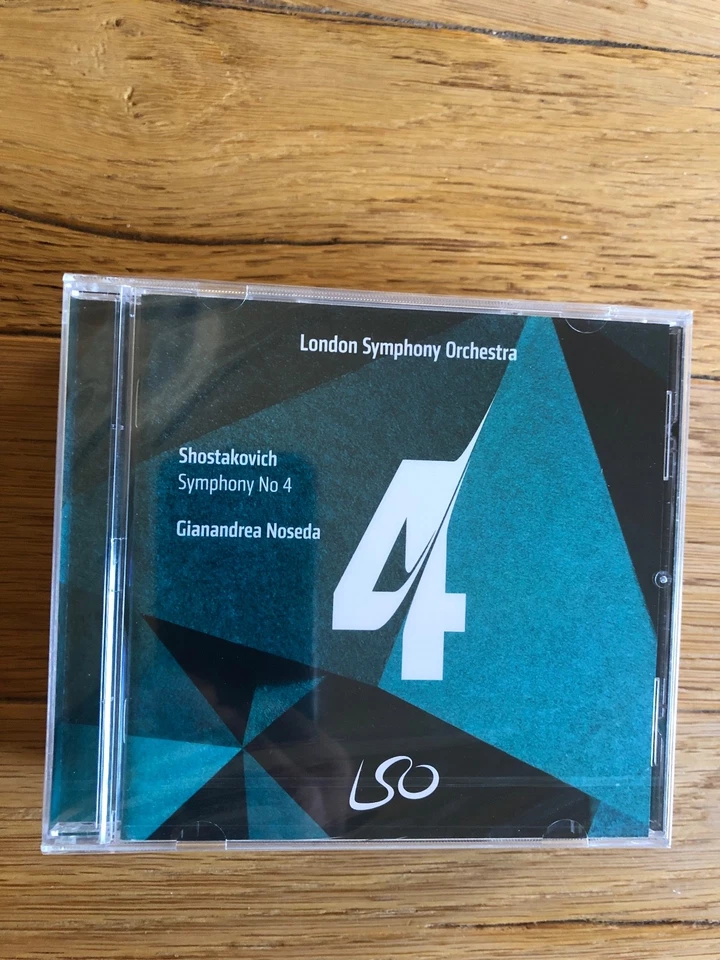 London Symphony Orchestra
Shostakovich
Symphony No 4
Gianandrea Noseda
4
LSO